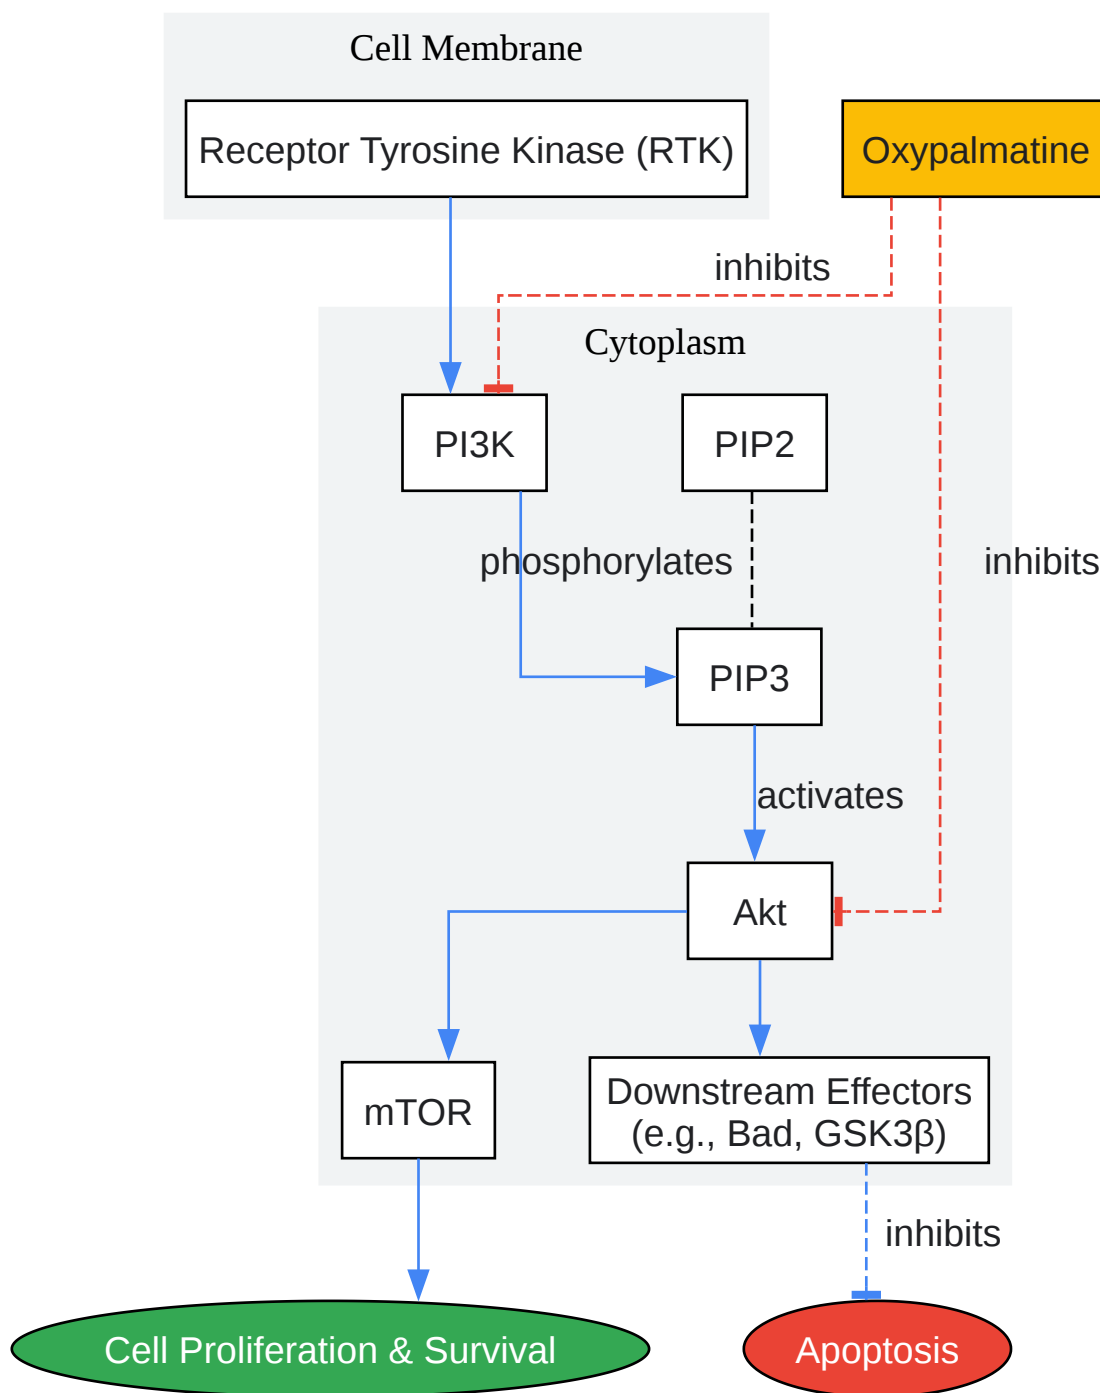 Cell Membrane
Receptor Tyrosine Kinase (RTK)
Oxypalmatine
inhibits
Cytoplasm
PI3K
PIP2
phosphorylates
inhibits
PIP3
activates
Akt
mTOR
Downstream Effectors
(e.g., Bad, GSK3β)
inhibits
Cell Proliferation & Survival
Apoptosis